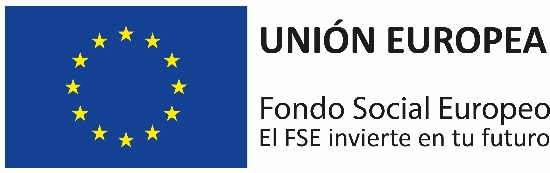 UNIÓN EUROPEA
Fondo Social Europeo
El FSE invierte en tu futuro